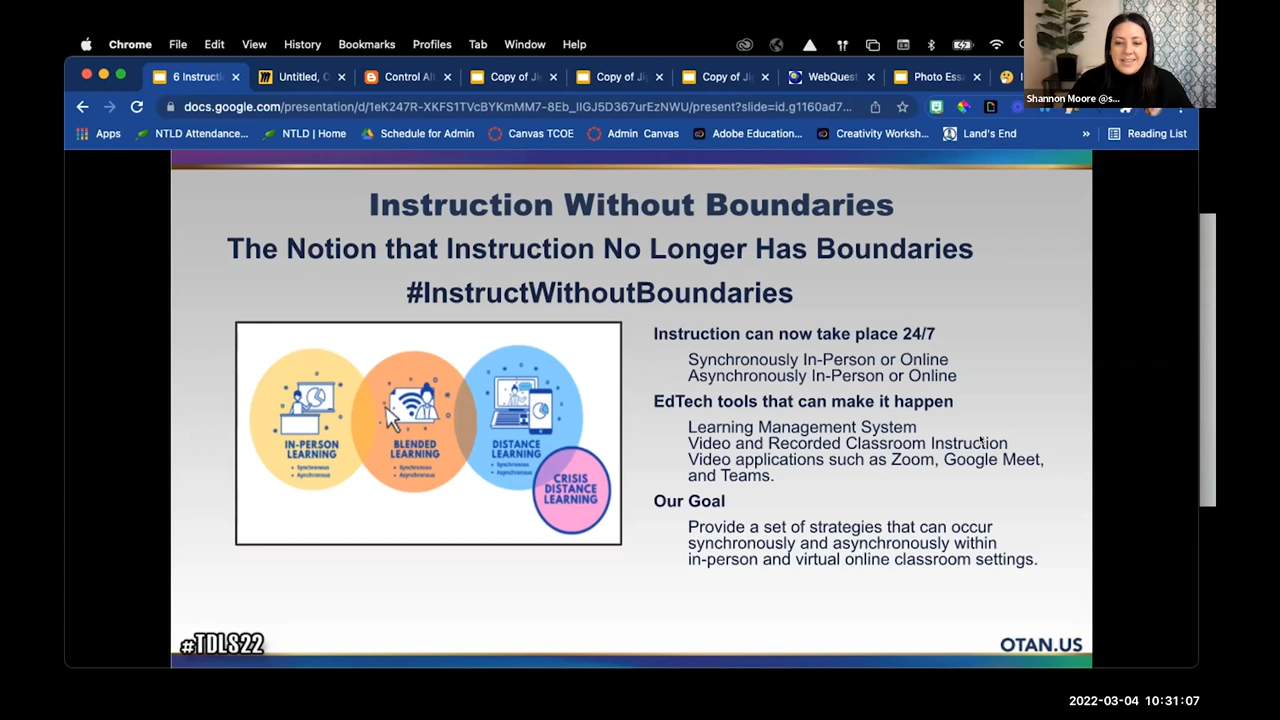 Chrome File Edit View History Bookmarks Profiles Tab Window Help
6 Instructi
Untitled, C
Control Al
Copy of Ji
Copy of Ji
Copy of Ji
WebQuest
Photo Ess
docs.google.com/presentation/d/1eK247R-XKFS1TVcBYKmMM7-8Eb_IIGJ5D367urEzNWU/present?slide=id.g1160ad7...
Apps NTLD Attendance... NTLD | Home Schedule for Admin Canvas TCOE Admin Canvas Adobe Education... Creativity Worksh... Land's End » Reading List
Shannon Moore @s...
Instruction Without Boundaries
The Notion that Instruction No Longer Has Boundaries
#InstructWithoutBoundaries
IN-PERSON
LEARNING
• Synchronous
• Asynchronous
BLENDED
LEARNING
• Synchronous
• Asynchronous
DISTANCE
LEARNING
• Synchronous
• Asynchronous
CRISIS
DISTANCE
LEARNING
Instruction can now take place 24/7
Synchronously In-Person or Online
Asynchronously In-Person or Online
EdTech tools that can make it happen
Learning Management System
Video and Recorded Classroom Instruction
Video applications such as Zoom, Google Meet,
and Teams.
Our Goal
Provide a set of strategies that can occur
synchronously and asynchronously within
in-person and virtual online classroom settings.
#TDLS22
OTAN.US
2022-03-04 10:31:07